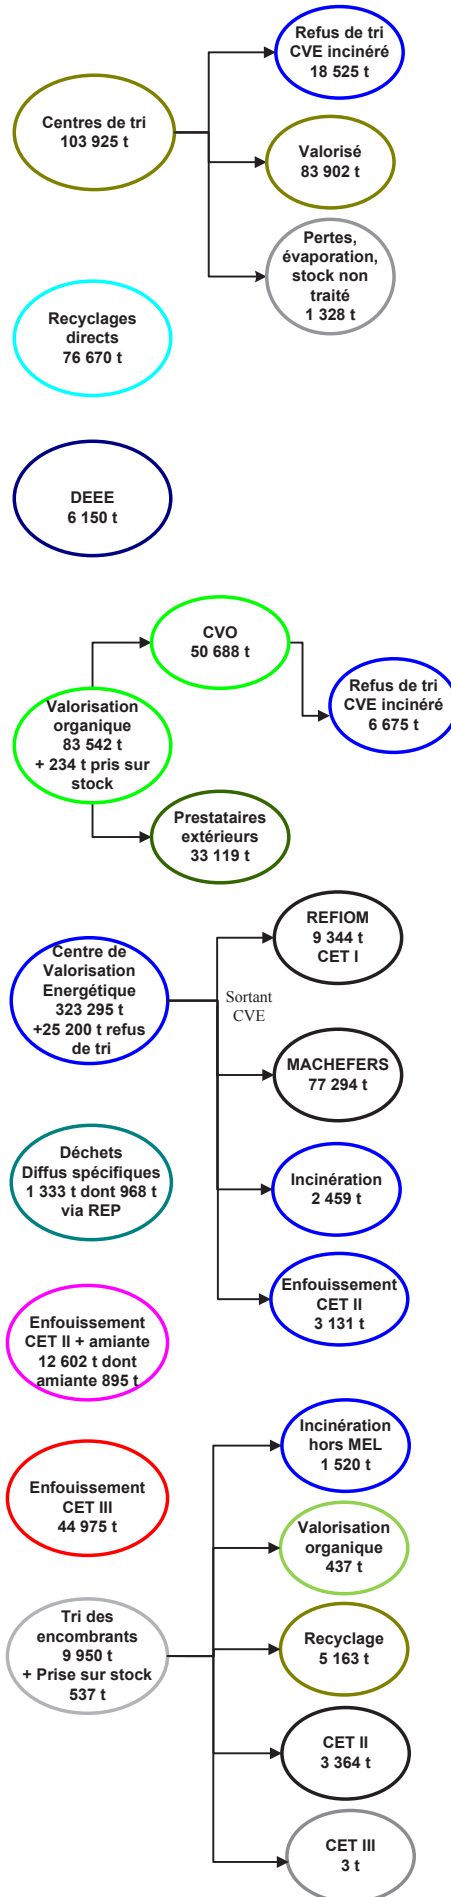 Refus de tri
CVE incinéré
18 525 t
Centres de tri
103 925 t
Valorisé
83 902 t
Pertes,
évaporation,
stock non
traité
1 328 t
Recyclages
directs
76 670 t
DEEE
6 150 t
CVO
50 688 t
Refus de tri
CVE incinéré
6 675 t
Valorisation
organique
83 542 t
+ 234 t pris sur
stock
Prestataires
extérieurs
33 119 t
REFIOM
9 344 t
CET I
Centre de
Valorisation
Energétique
323 295 t
+25 200 t refus
de tri
Sortant
CVE
MACHEFERS
77 294 t
Déchets
Diffus spécifiques
1 333 t dont 968 t
via REP
Incinération
2 459 t
Enfouissement
CET II
3 131 t
Enfouissement
CET II + amiante
12 602 t dont
amiante 895 t
Incinération
hors MEL
1 520 t
Enfouissement
CET III
44 975 t
Valorisation
organique
437 t
Tri des
encombrants
9 950 t
+ Prise sur stock
537 t
Recyclage
5 163 t
CET II
3 364 t
CET III
3 t